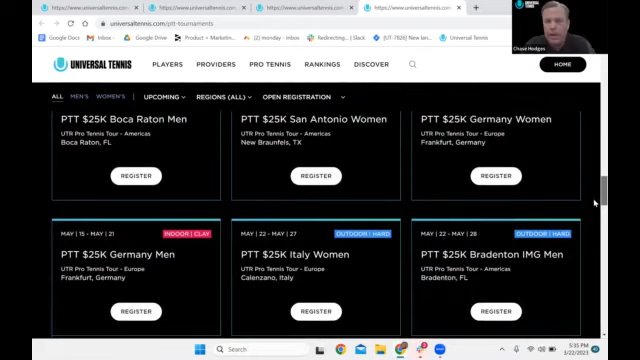 https://www.universaltennis.com/ https://www.universaltennis.com/ https://www.universaltennis.com/ https://www.universaltennis.com/
universaltennis.com/ptt-tournaments
Google Docs Google Drive Product + Marketing (2) monday - Inbox Redirecting... | Slack [UT-7826] New lan Universal Tennis
UNIVERSAL TENNIS PLAYERS PROVIDERS PRO TENNIS RANKINGS DISCOVER HOME
UNIVERSAL TENNIS
Chase Hodges
ALL MEN'S WOMEN'S UPCOMING REGIONS (ALL) OPEN REGISTRATION
PTT $25K Boca Raton Men
UTR Pro Tennis Tour - Americas
Boca Raton, FL
REGISTER
PTT $25K San Antonio Women
UTR Pro Tennis Tour - Americas
New Braunfels, TX
REGISTER
PTT $25K Germany Women
UTR Pro Tennis Tour - Europe
Frankfurt, Germany
REGISTER
MAY | 15 - MAY | 21 INDOOR | CLAY
PTT $25K Germany Men
UTR Pro Tennis Tour - Europe
Frankfurt, Germany
REGISTER
MAY | 22 - MAY | 27 OUTDOOR | HARD
PTT $25K Italy Women
UTR Pro Tennis Tour - Europe
Calenzano, Italy
REGISTER
MAY | 22 - MAY | 28 OUTDOOR | HARD
PTT $25K Bradenton IMG Men
UTR Pro Tennis Tour - Americas
Bradenton, FL
REGISTER
Search
5:35 PM
3/22/2023